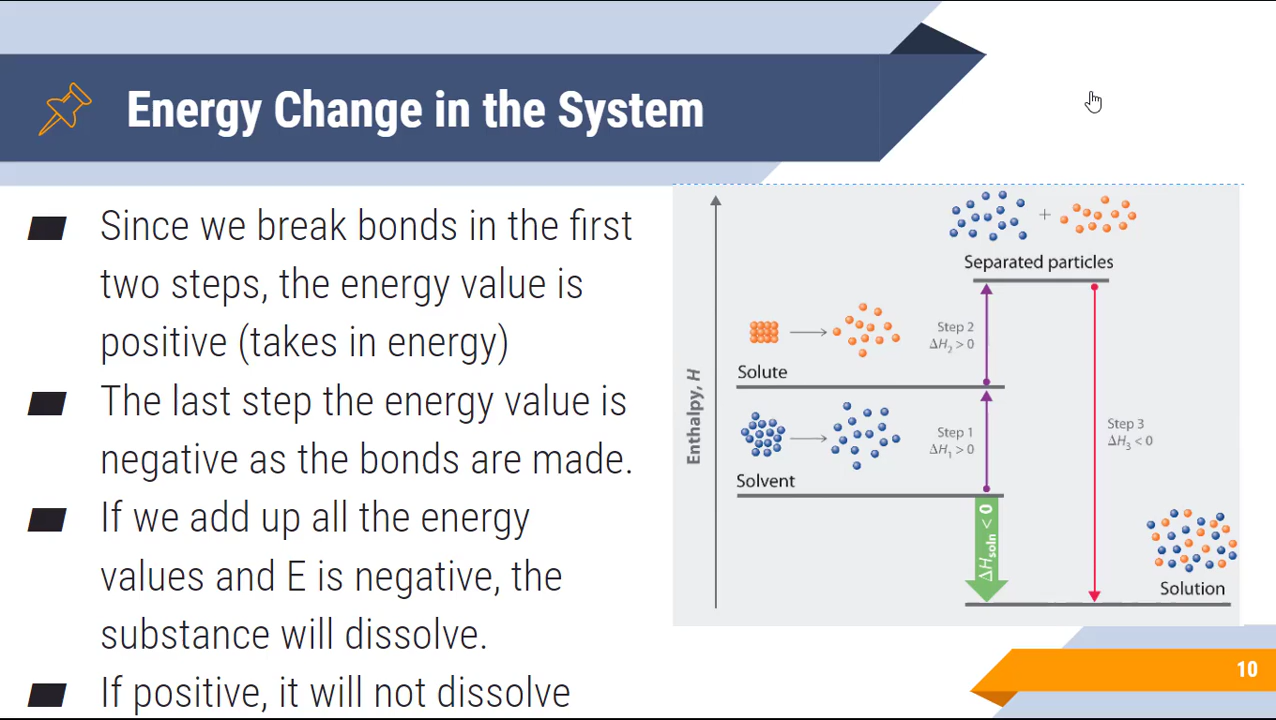 Energy Change in the System
Since we break bonds in the first
two steps, the energy value is
positive (takes in energy)
The last step the energy value is
negative as the bonds are made.
If we add up all the energy
values and E is negative, the
substance will dissolve.
If positive, it will not dissolve
+
Separated particles
Step 2
ΔH₂ > 0
Solute
Enthalpy, H
Step 1
ΔH₁ > 0
Solvent
Step 3
ΔH₃ < 0
ΔHsoln < 0
Solution
10